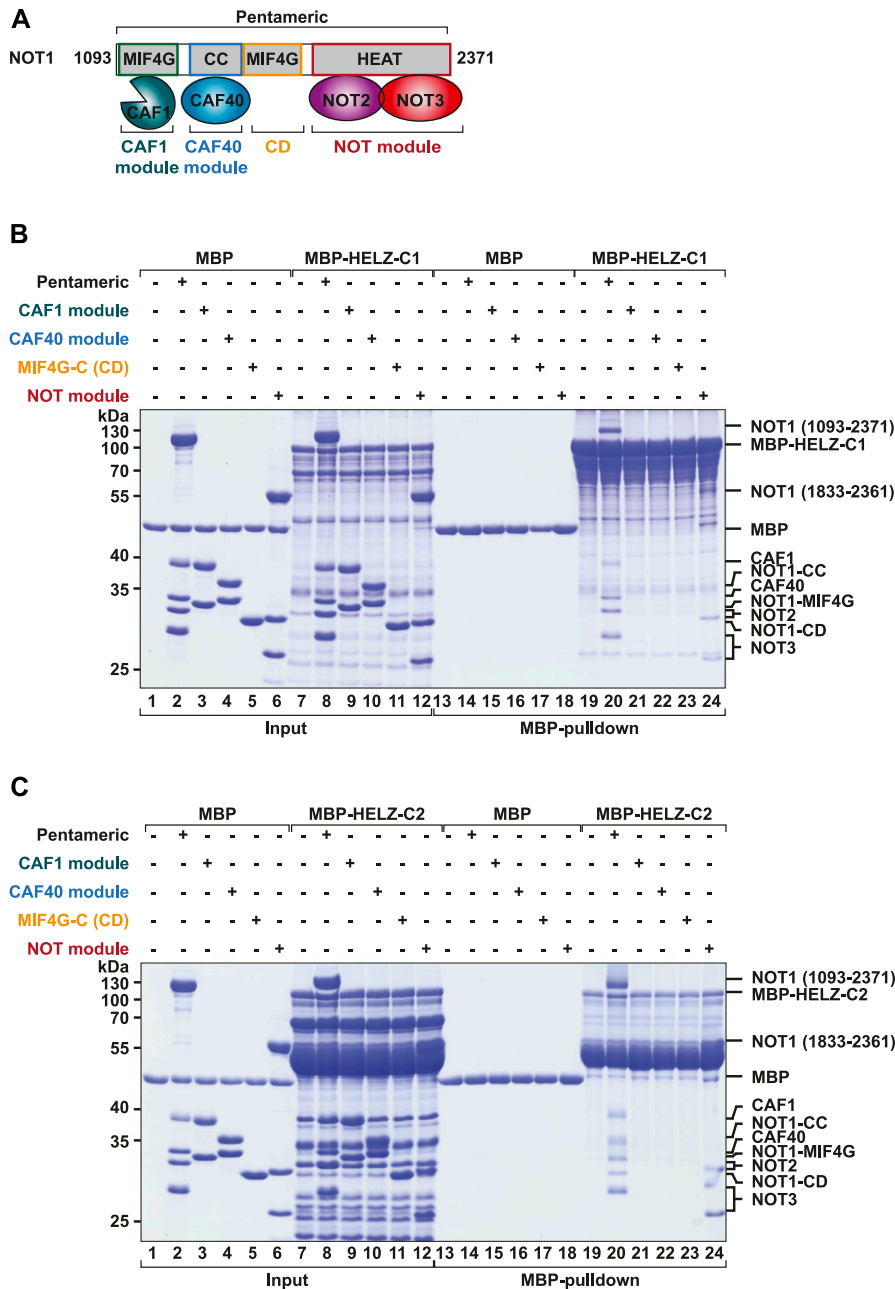 A
Pentameric
NOT1 1093 MIF4G CC MIF4G HEAT 2371
CAF1 CAF40 NOT2 NOT3
CAF1 module CAF40 module CD NOT module
B
MBP MBP-HELZ-C1 MBP MBP-HELZ-C1
Pentameric - + - - - - - + - - - - - + - - - - - + - - - -
CAF1 module - - + - - - - - + - - - - - + - - - - - + - - -
CAF40 module - - - + - - - - - + - - - - - + - - - - - + - -
MIF4G-C (CD) - - - - + - - - - - + - - - - - + - - - - - + -
NOT module - - - - - + - - - - - + - - - - - + - - - - - +
kDa
130
100
70
55
40
35
25
NOT1 (1093-2371)
MBP-HELZ-C1
NOT1 (1833-2361)
MBP
CAF1
NOT1-CC
CAF40
NOT1-MIF4G
NOT2
NOT1-CD
NOT3
1 2 3 4 5 6 7 8 9 10 11 12 13 14 15 16 17 18 19 20 21 22 23 24
Input MBP-pulldown
C
MBP MBP-HELZ-C2 MBP MBP-HELZ-C2
Pentameric - + - - - - - + - - - - - + - - - - - + - - - -
CAF1 module - - + - - - - - + - - - - - + - - - - - + - - -
CAF40 module - - - + - - - - - + - - - - - + - - - - - + - -
MIF4G-C (CD) - - - - + - - - - - + - - - - - + - - - - - + -
NOT module - - - - - + - - - - - + - - - - - + - - - - - +
kDa
130
100
70
55
40
35
25
NOT1 (1093-2371)
MBP-HELZ-C2
NOT1 (1833-2361)
MBP
CAF1
NOT1-CC
CAF40
NOT1-MIF4G
NOT2
NOT1-CD
NOT3
1 2 3 4 5 6 7 8 9 10 11 12 13 14 15 16 17 18 19 20 21 22 23 24
Input MBP-pulldown